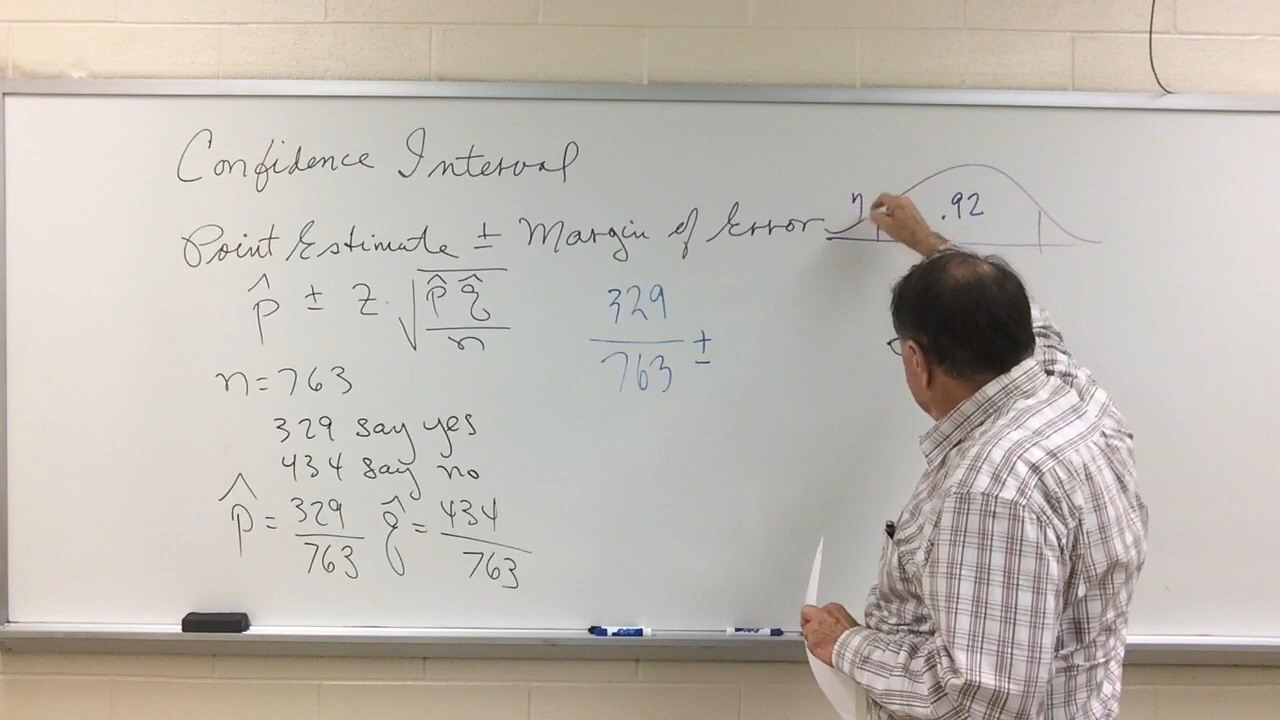 Confidence Interval
Point Estimate ± Margin of Error
p̂ ± Z · √(p̂ q̂ / n)
n = 763
329 say yes
434 say no
p̂ = 329/763 q̂ = 434/763
329/763 ±
.92